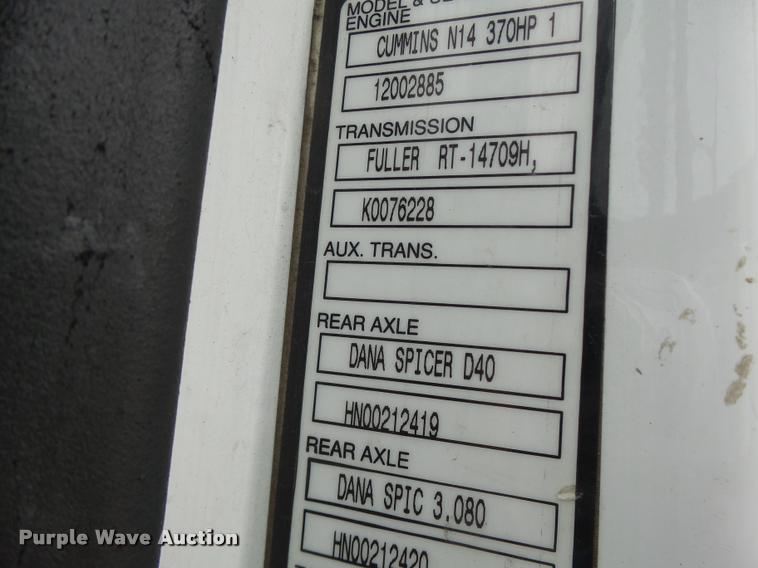 MODEL &
ENGINE
CUMMINS N14 370HP 1
12002885
TRANSMISSION
FULLER RT-14709H,
K0076228
AUX. TRANS.
REAR AXLE
DANA SPICER D40
HN00212419
REAR AXLE
DANA SPIC 3.080
HN00212420
Purple Wave Auction